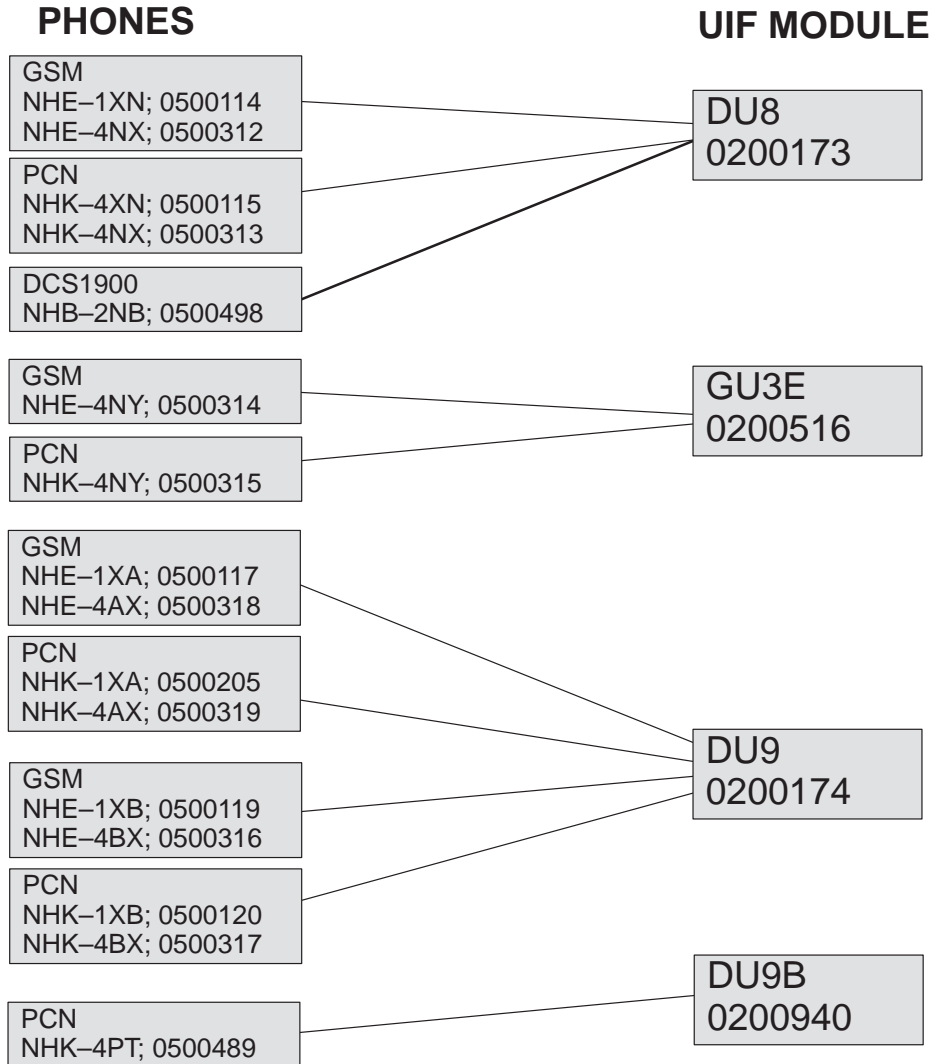 PHONES
UIF MODULE
GSM
NHE–1XN; 0500114
NHE–4NX; 0500312
DU8
0200173
PCN
NHK–4XN; 0500115
NHK–4NX; 0500313
DCS1900
NHB–2NB; 0500498
GSM
NHE–4NY; 0500314
GU3E
0200516
PCN
NHK–4NY; 0500315
GSM
NHE–1XA; 0500117
NHE–4AX; 0500318
PCN
NHK–1XA; 0500205
NHK–4AX; 0500319
DU9
0200174
GSM
NHE–1XB; 0500119
NHE–4BX; 0500316
PCN
NHK–1XB; 0500120
NHK–4BX; 0500317
DU9B
0200940
PCN
NHK–4PT; 0500489